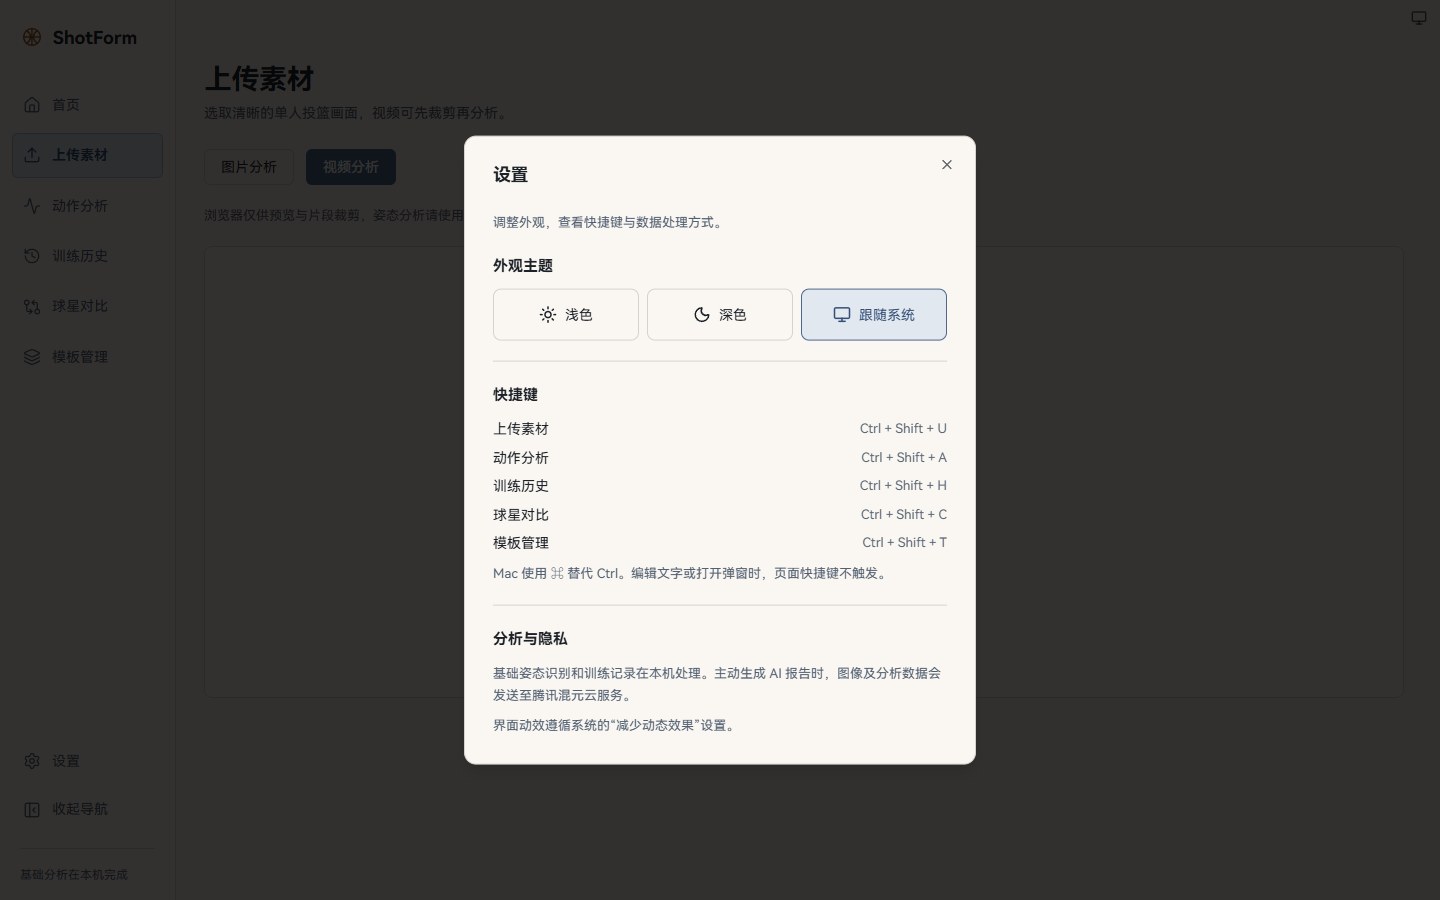 ShotForm
首页
上传素材
动作分析
训练历史
球星对比
模板管理
设置
收起导航
基础分析在本机完成
上传素材
选取清晰的单人投篮画面，视频可先裁剪再分析。
图片分析
视频分析
浏览器仅供预览与片段裁剪，姿态分析请使用
设置
调整外观，查看快捷键与数据处理方式。
外观主题
浅色
深色
跟随系统
快捷键
上传素材 Ctrl + Shift + U
动作分析 Ctrl + Shift + A
训练历史 Ctrl + Shift + H
球星对比 Ctrl + Shift + C
模板管理 Ctrl + Shift + T
Mac 使用 ⌘ 替代 Ctrl。编辑文字或打开弹窗时，页面快捷键不触发。
分析与隐私
基础姿态识别和训练记录在本机处理。主动生成 AI 报告时，图像及分析数据会
发送至腾讯混元云服务。
界面动效遵循系统的“减少动态效果”设置。